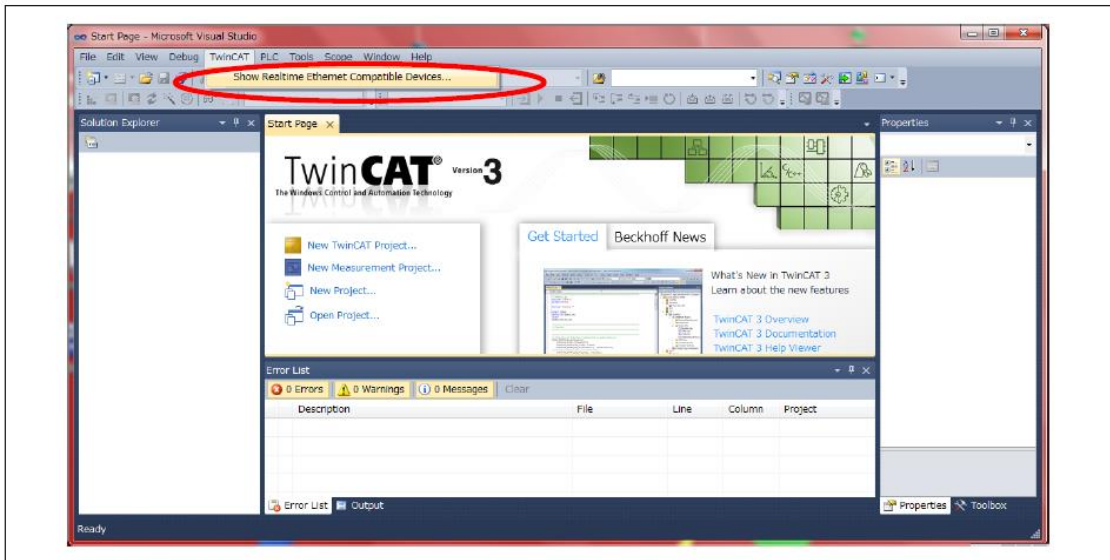 Start Page - Microsoft Visual Studio
File Edit View Debug TwinCAT PLC Tools Scope Window Help
Show Realtime Ethernet Compatible Devices...
Solution Explorer
Start Page
Properties
TwinCAT® Version 3
The Windows Control and Automation Technology
New TwinCAT Project...
New Measurement Project...
New Project...
Open Project...
Get Started Beckhoff News
What's New in TwinCAT 3
Learn about the new features
TwinCAT 3 Overview
TwinCAT 3 Documentation
TwinCAT 3 Help Viewer
Error List
0 Errors 0 Warnings 0 Messages Clear
Description File Line Column Project
Error List Output
Properties Toolbox
Ready